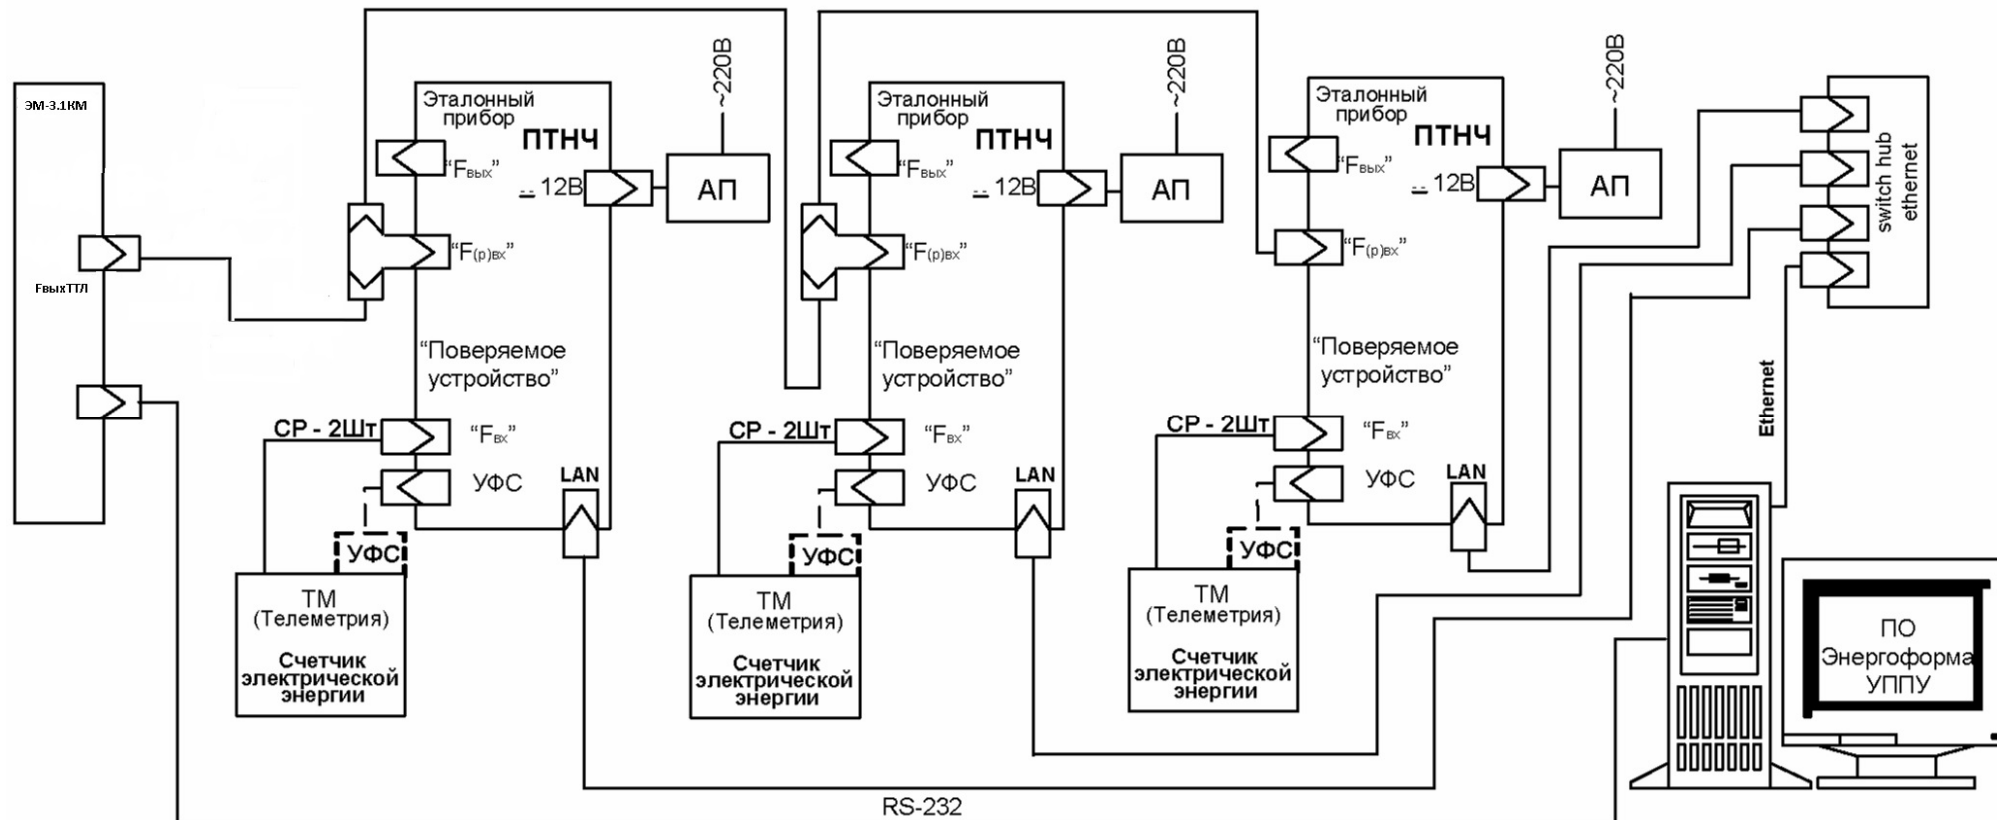 ЭМ-3.1КМ
FвыхТТЛ
Эталонный
прибор
ПТНЧ
“Fвых”
12В
АП
~220В
“F(р)вх”
“Поверяемое
устройство”
СР - 2Шт
“Fвх”
УФС
LAN
УФС
ТМ
(Телеметрия)
Счетчик
электрической
энергии
Эталонный
прибор
ПТНЧ
“Fвых”
12В
АП
~220В
“F(р)вх”
“Поверяемое
устройство”
СР - 2Шт
“Fвх”
УФС
LAN
УФС
ТМ
(Телеметрия)
Счетчик
электрической
энергии
Эталонный
прибор
ПТНЧ
“Fвых”
12В
АП
~220В
“F(р)вх”
“Поверяемое
устройство”
СР - 2Шт
“Fвх”
УФС
LAN
УФС
ТМ
(Телеметрия)
Счетчик
электрической
энергии
switch hub
ethernet
Ethernet
ПО
Энергоформа
УППУ
RS-232